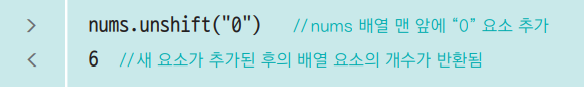 > nums.unshift("0") //nums 배열 맨 앞에 “0” 요소 추가
< 6 //새 요소가 추가된 후의 배열 요소의 개수가 반환됨